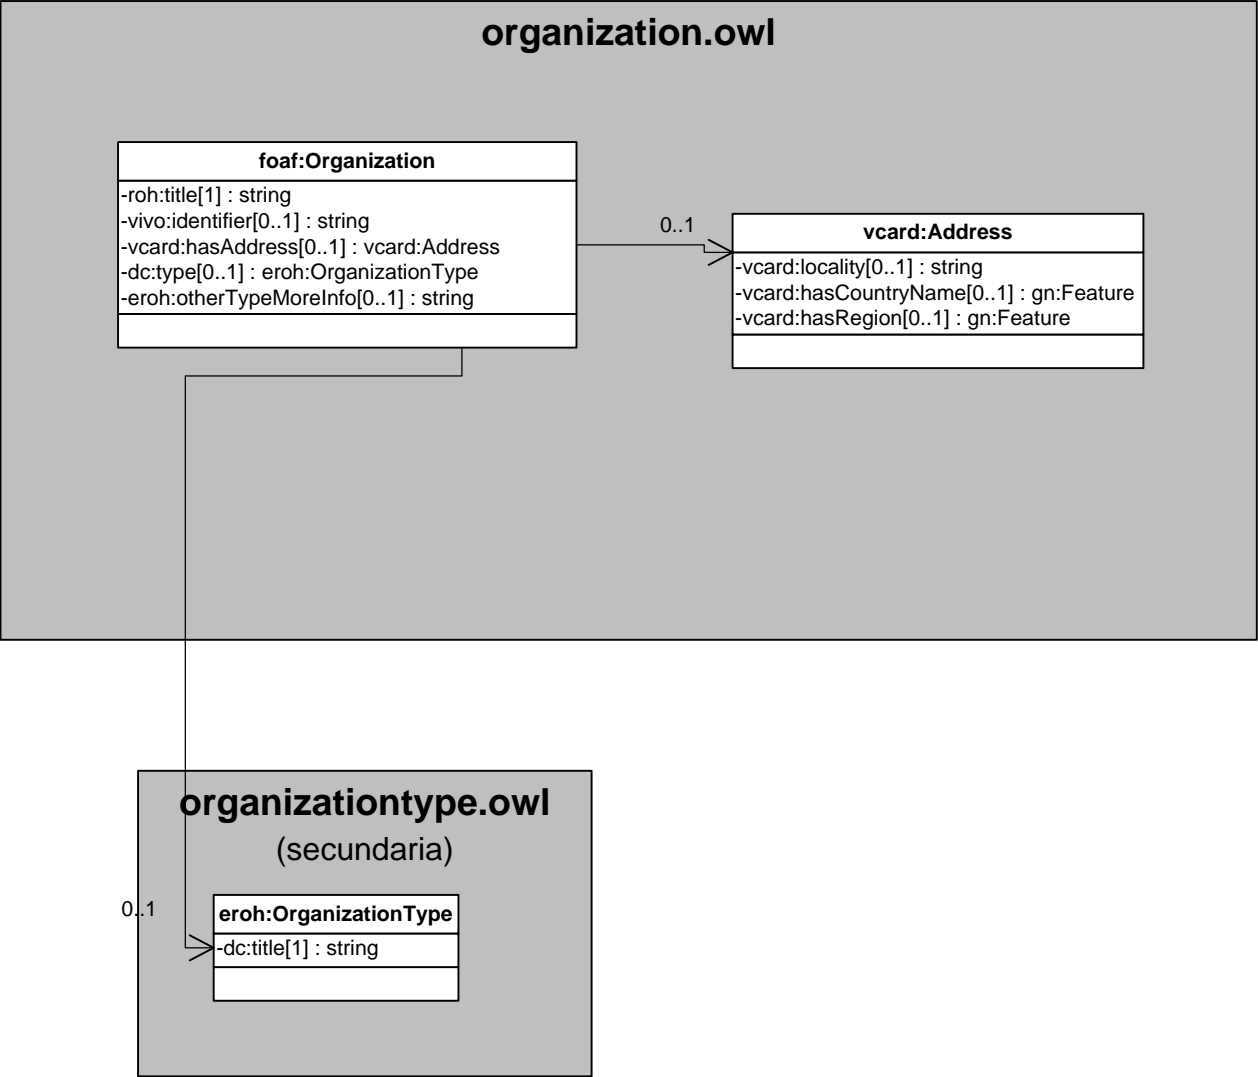 organization.owl
foaf:Organization
-roh:title[1] : string
-vivo:identifier[0..1] : string
-vcard:hasAddress[0..1] : vcard:Address
-dc:type[0..1] : eroh:OrganizationType
-eroh:otherTypeMoreInfo[0..1] : string
0..1
vcard:Address
-vcard:locality[0..1] : string
-vcard:hasCountryName[0..1] : gn:Feature
-vcard:hasRegion[0..1] : gn:Feature
organizationtype.owl
(secundaria)
0..1
eroh:OrganizationType
-dc:title[1] : string